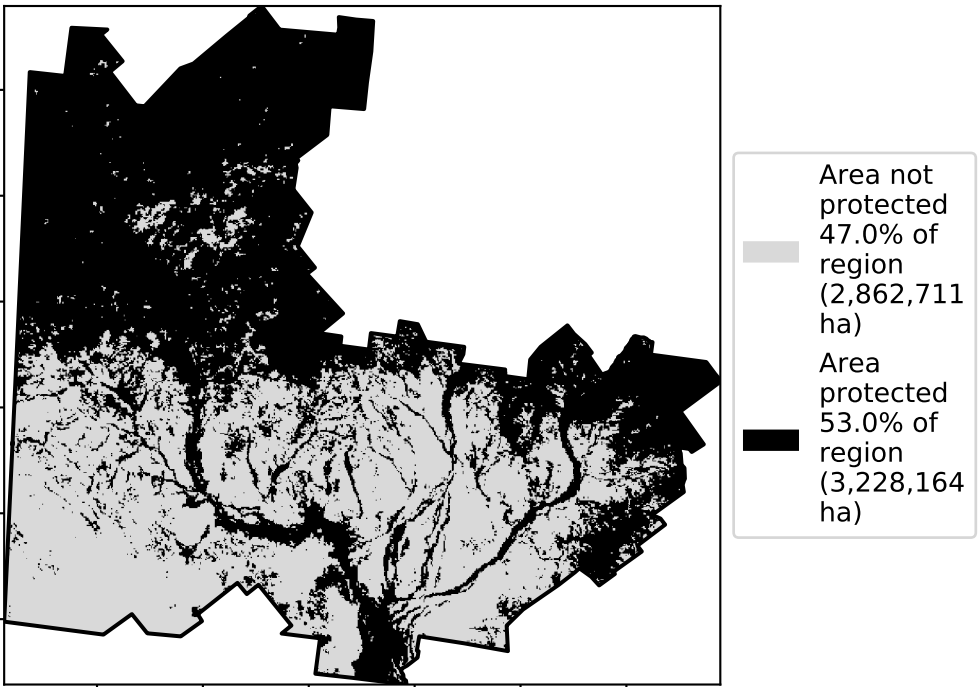 Area not
protected
47.0% of
region
(2,862,711
ha)
Area
protected
53.0% of
region
(3,228,164
ha)